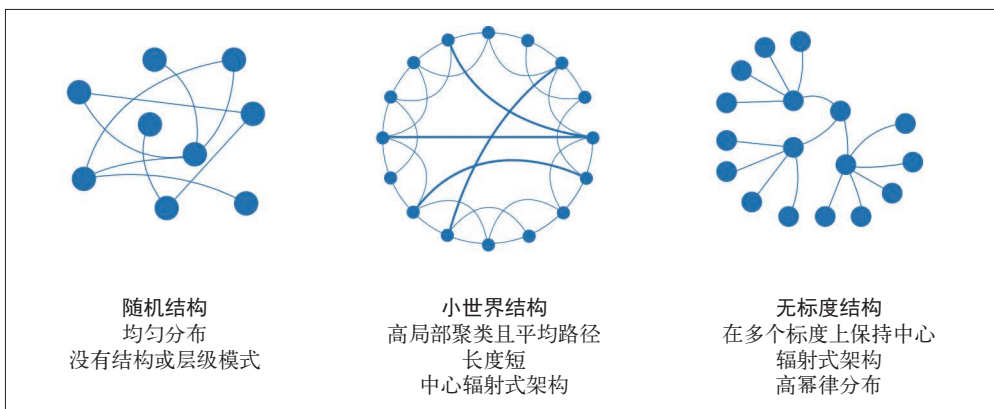 随机结构
均匀分布
没有结构或层级模式
小世界结构
高局部聚类且平均路径
长度短
中心辐射式架构
无标度结构
在多个标度上保持中心
辐射式架构
高幂律分布